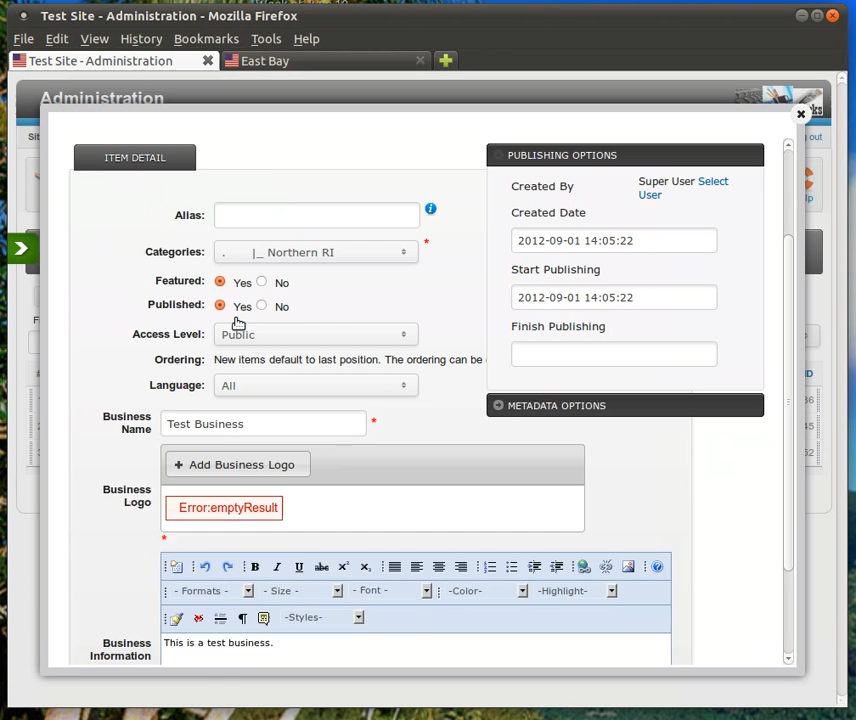 Test Site - Administration - Mozilla Firefox
File Edit View History Bookmarks Tools Help
Test Site - Administration
East Bay
Administration
ITEM DETAIL
PUBLISHING OPTIONS
Created By
Super User Select User
Created Date
2012-09-01 14:05:22
Start Publishing
2012-09-01 14:05:22
Finish Publishing
METADATA OPTIONS
Alias:
Categories: . |_ Northern RI *
Featured: Yes No
Published: Yes No
Access Level: Public
Ordering: New items default to last position. The ordering can be
Language: All
Business Name
Test Business *
Add Business Logo
Business Logo
Error:emptyResult
*
B I U abc x² x₂
- Formats - - Size - - Font - -Color- -Highlight-
-Styles-
Business Information
This is a test business.